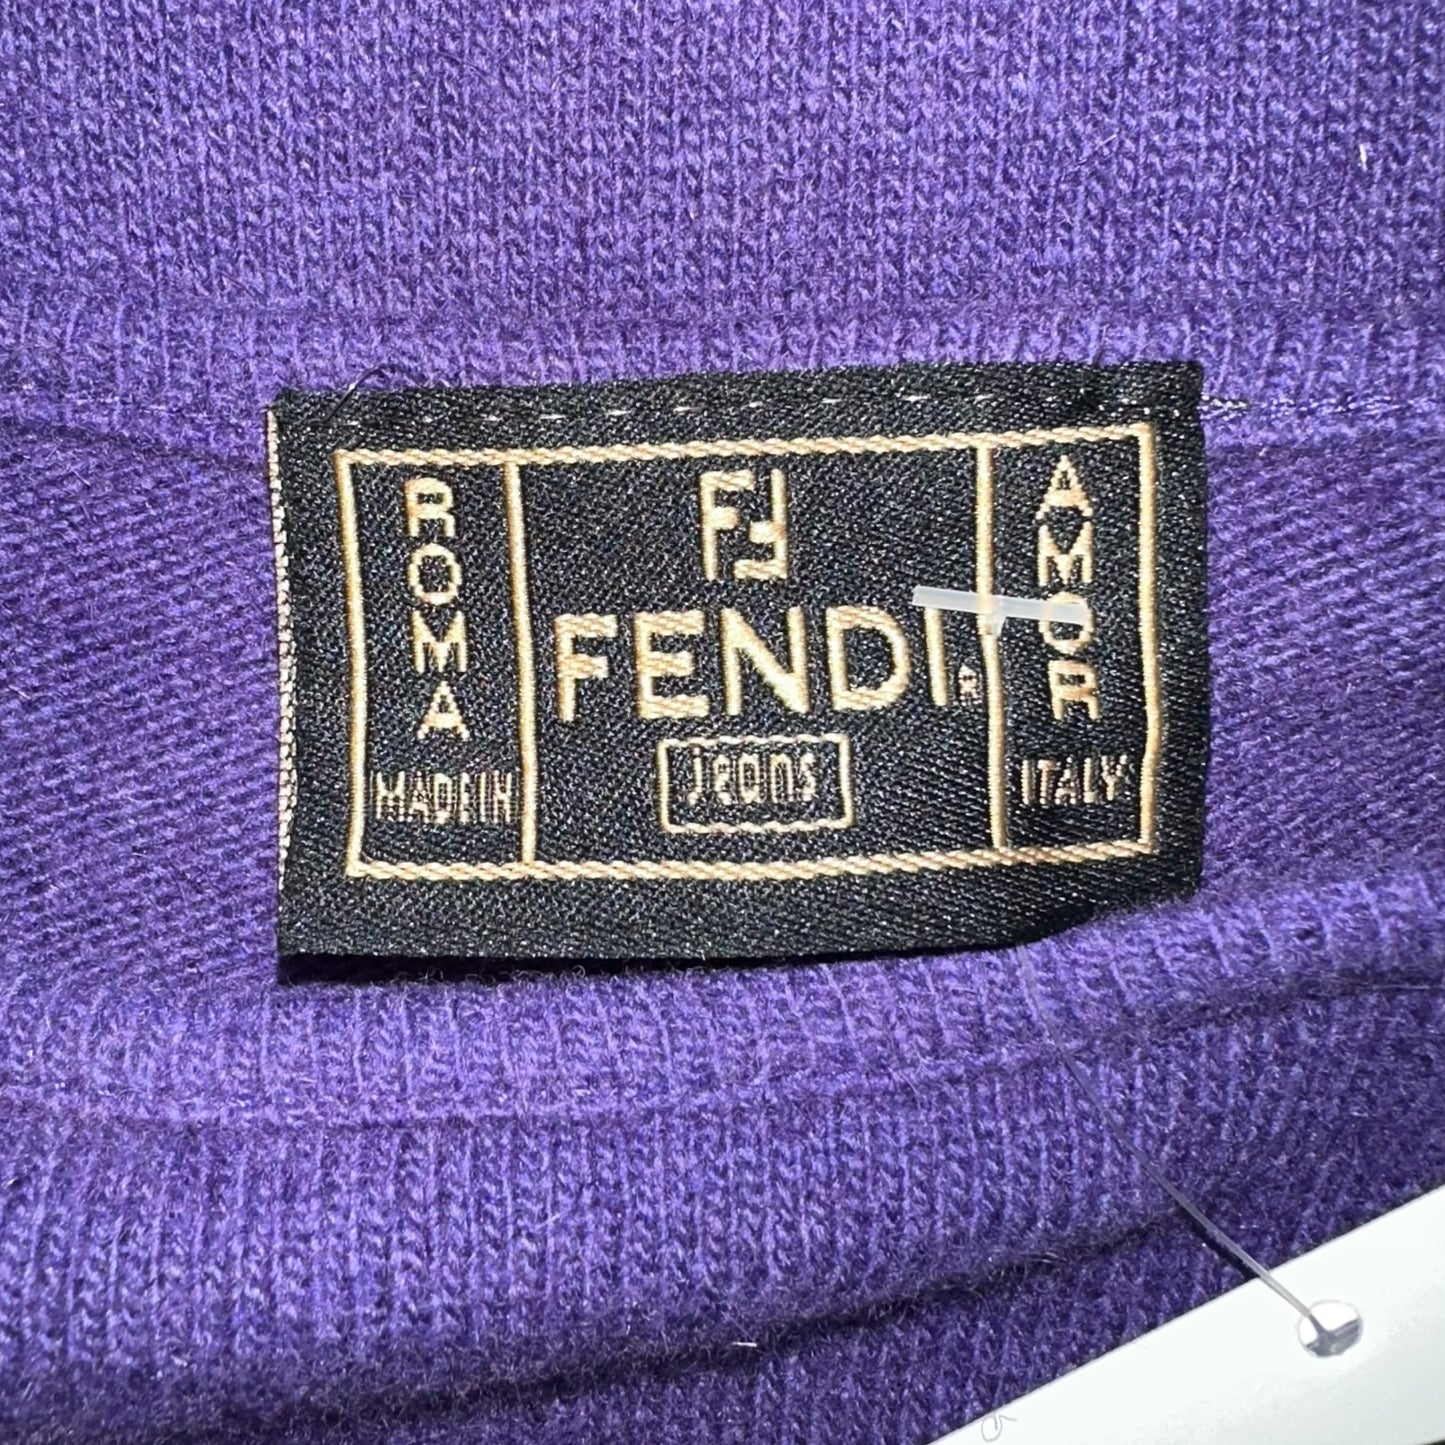 ROMA
MADE IN
FF
FENDI®
jeans
AMOR
ITALY